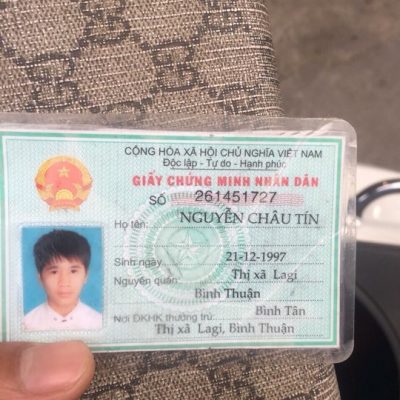 CỘNG HÒA XÃ HỘI CHỦ NGHĨA VIỆT NAM
Độc lập - Tự do - Hạnh phúc
GIẤY CHỨNG MINH NHÂN DÂN
SỐ 261451727
Họ tên: NGUYỄN CHÂU TÍN
Sinh ngày: 21-12-1997
Nguyên quán: Thị xã Lagi
Bình Thuận
Nơi ĐKHK thường trú: Bình Tân
Thị xã Lagi, Bình Thuận